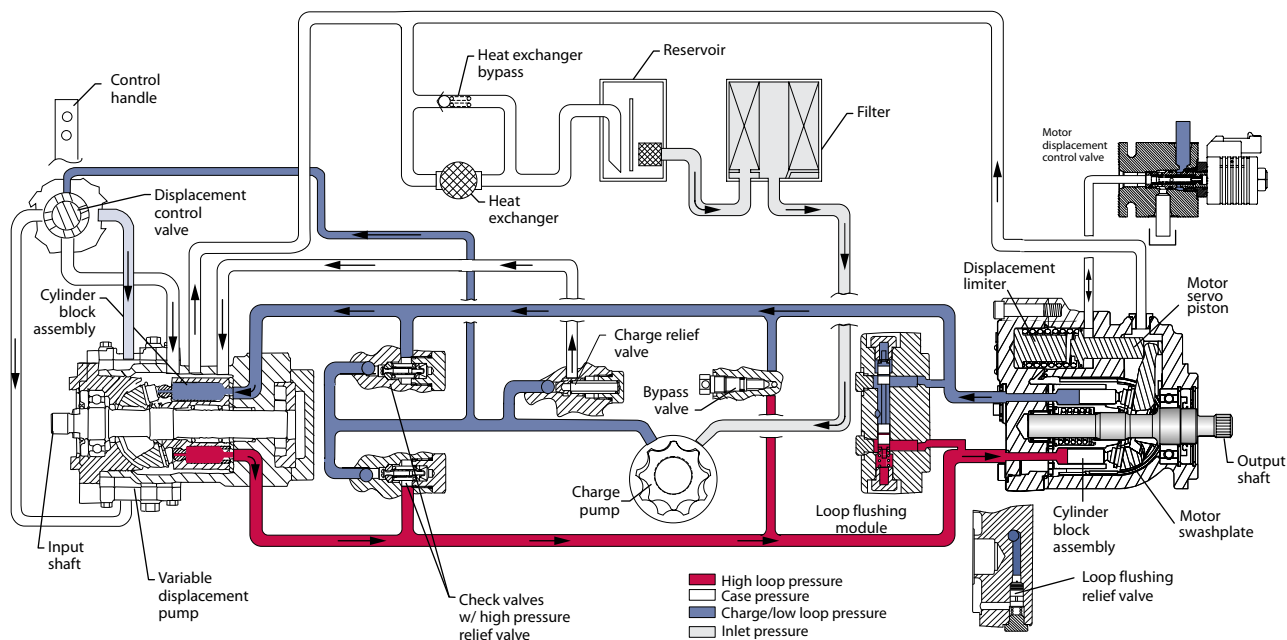 Control
handle
Heat exchanger
bypass
Reservoir
Filter
Motor
displacement
control valve
Displacement
control
valve
Heat
exchanger
Cylinder
block
assembly
Displacement
limiter
Motor
servo
piston
Charge relief
valve
Bypass
valve
Charge
pump
Loop flushing
module
Output
shaft
Cylinder
block
assembly
Motor
swashplate
Input
shaft
Variable
displacement
pump
Check valves
w/ high pressure
relief valve
High loop pressure
Case pressure
Charge/low loop pressure
Inlet pressure
Loop flushing
relief valve